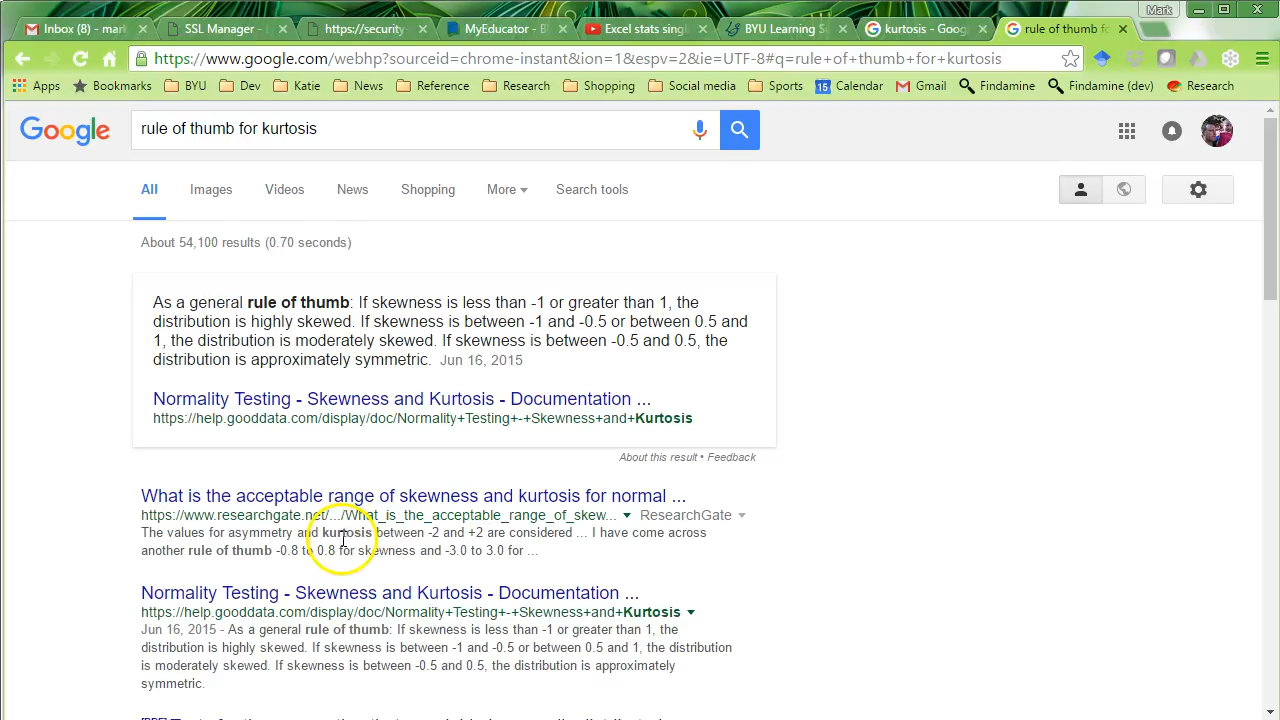 Mark
Inbox (8) - mark
SSL Manager -
https://security
MyEducator - B
Excel stats singl
BYU Learning Su
kurtosis - Goog
rule of thumb fo
https://www.google.com/webhp?sourceid=chrome-instant&ion=1&espv=2&ie=UTF-8#q=rule+of+thumb+for+kurtosis
Apps Bookmarks BYU Dev Katie News Reference Research Shopping Social media Sports 15 Calendar Gmail Findamine Findamine (dev) Research
Google rule of thumb for kurtosis
All Images Videos News Shopping More Search tools
About 54,100 results (0.70 seconds)
As a general rule of thumb: If skewness is less than -1 or greater than 1, the
distribution is highly skewed. If skewness is between -1 and -0.5 or between 0.5 and
1, the distribution is moderately skewed. If skewness is between -0.5 and 0.5, the
distribution is approximately symmetric. Jun 16, 2015
Normality Testing - Skewness and Kurtosis - Documentation ...
https://help.gooddata.com/display/doc/Normality+Testing+-+Skewness+and+Kurtosis
About this result • Feedback
What is the acceptable range of skewness and kurtosis for normal ...
https://www.researchgate.net/.../What_is_the_acceptable_range_of_skew... ResearchGate
The values for asymmetry and kurtosis between -2 and +2 are considered ... I have come across
another rule of thumb -0.8 to 0.8 for skewness and -3.0 to 3.0 for ...
Normality Testing - Skewness and Kurtosis - Documentation ...
https://help.gooddata.com/display/doc/Normality+Testing+-+Skewness+and+Kurtosis
Jun 16, 2015 - As a general rule of thumb: If skewness is less than -1 or greater than 1, the
distribution is highly skewed. If skewness is between -1 and -0.5 or between 0.5 and 1, the distribution
is moderately skewed. If skewness is between -0.5 and 0.5, the distribution is approximately
symmetric.